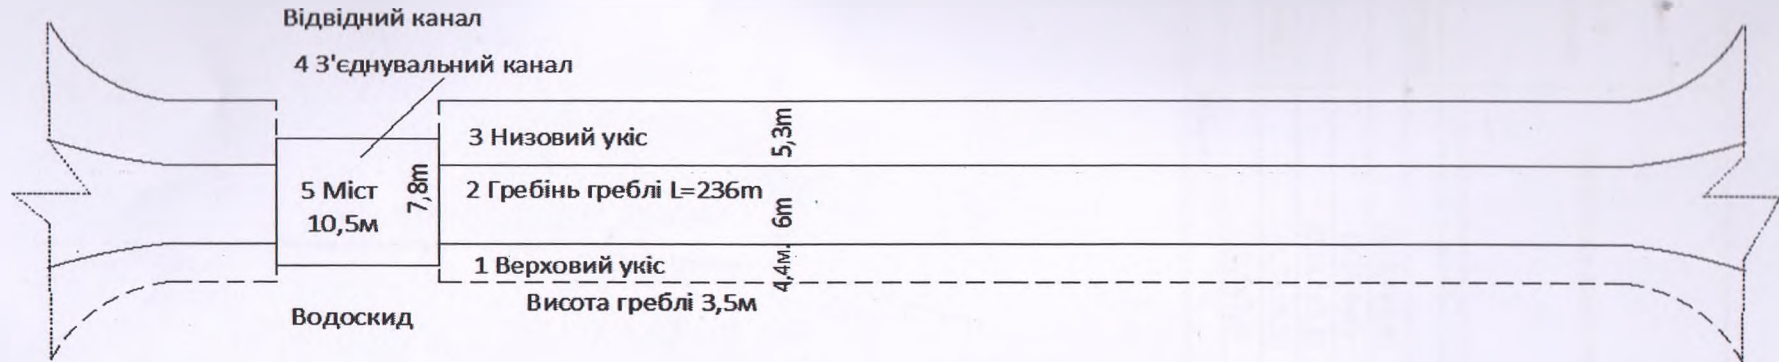 Відвідний канал
4 З'єднувальний канал
3 Низовий укіс
5,3m
5 Міст
10,5м
7,8m
2 Гребінь греблі L=236m
6m
1 Верховий укіс
4,4м.
Висота греблі 3,5м
Водоскид